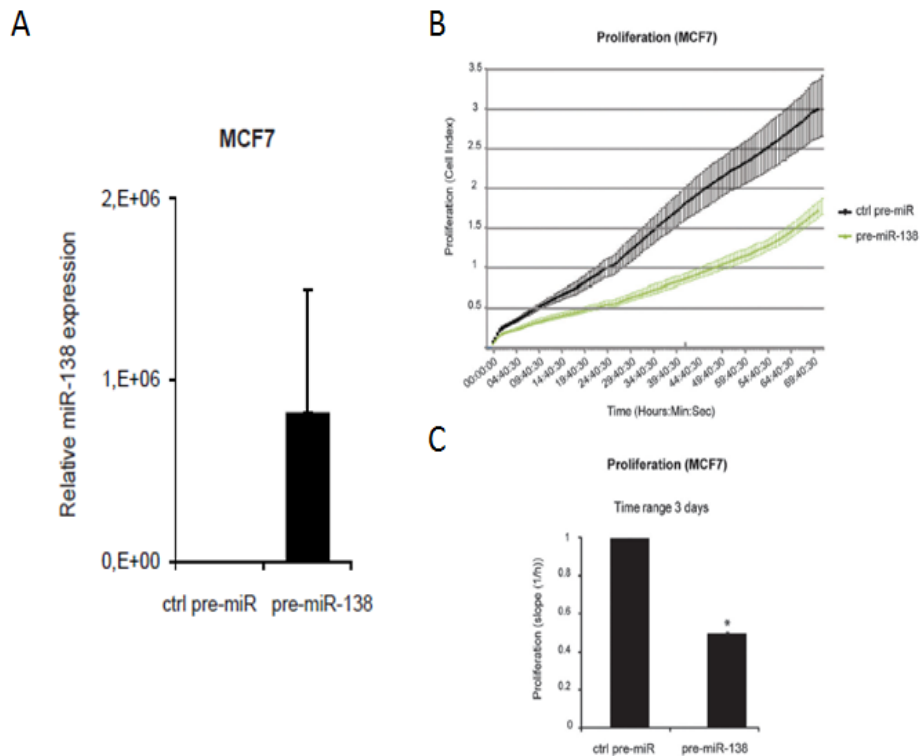 A
MCF7
Relative miR-138 expression
2,E+06
1,E+06
0,E+00
ctrl pre-miR pre-miR-138
B
Proliferation (MCF7)
Proliferation (Cell Index)
3.5
3
2.5
2
1.5
1
0.5
00:00:00
04:40:30
09:40:30
14:40:30
19:40:30
24:40:30
29:40:30
34:40:30
39:40:30
44:40:30
49:40:30
54:40:30
59:40:30
64:40:30
69:40:30
Time (Hours:Min:Sec)
ctrl pre-miR
pre-miR-138
C
Proliferation (MCF7)
Time range 3 days
Proliferation (slope (1/h))
1
0.8
0.6
0.4
0.2
0
*
ctrl pre-miR pre-miR-138